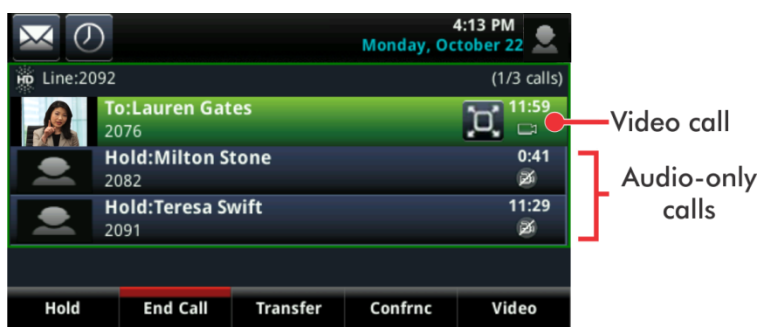 4:13 PM
Monday, October 22
HD Line:2092 (1/3 calls)
To:Lauren Gates 11:59
2076
Video call
Hold:Milton Stone 0:41
2082
Hold:Teresa Swift 11:29
2091
Audio-only
calls
Hold End Call Transfer Confrnc Video